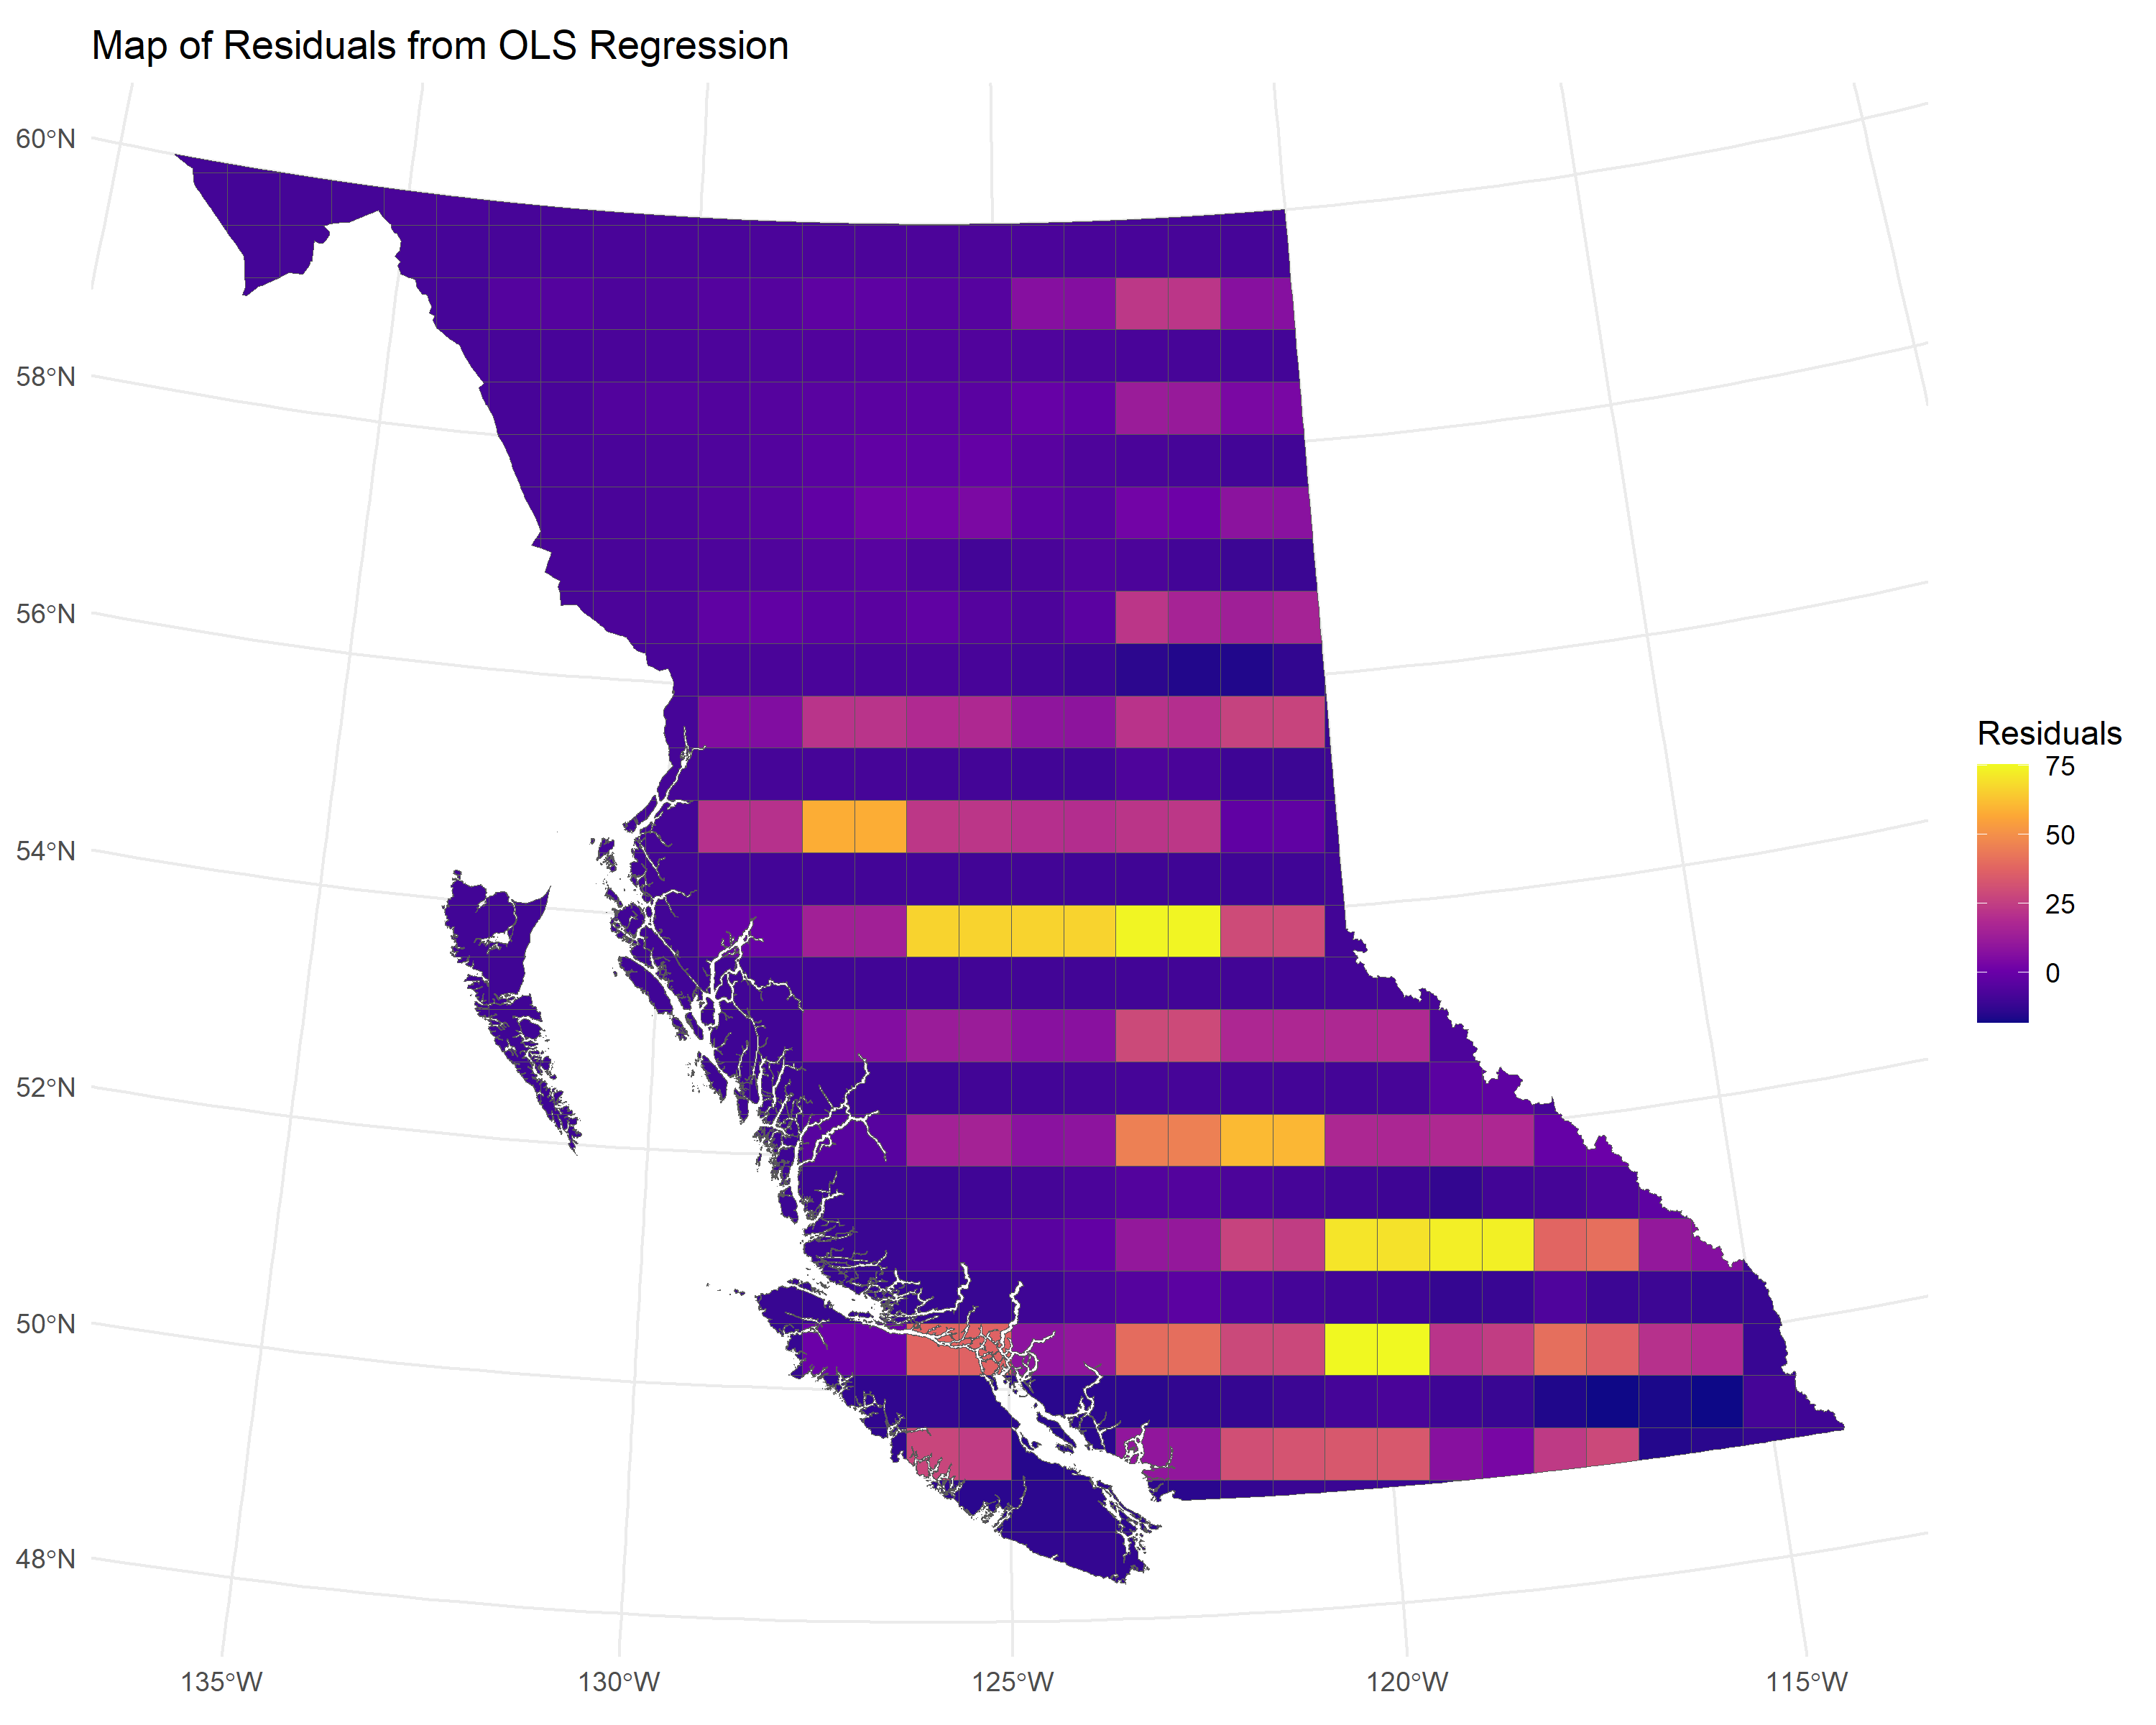 Map of Residuals from OLS Regression
60°N
58°N
56°N
54°N
52°N
50°N
48°N
135°W
130°W
125°W
120°W
115°W
Residuals
75
50
25
0